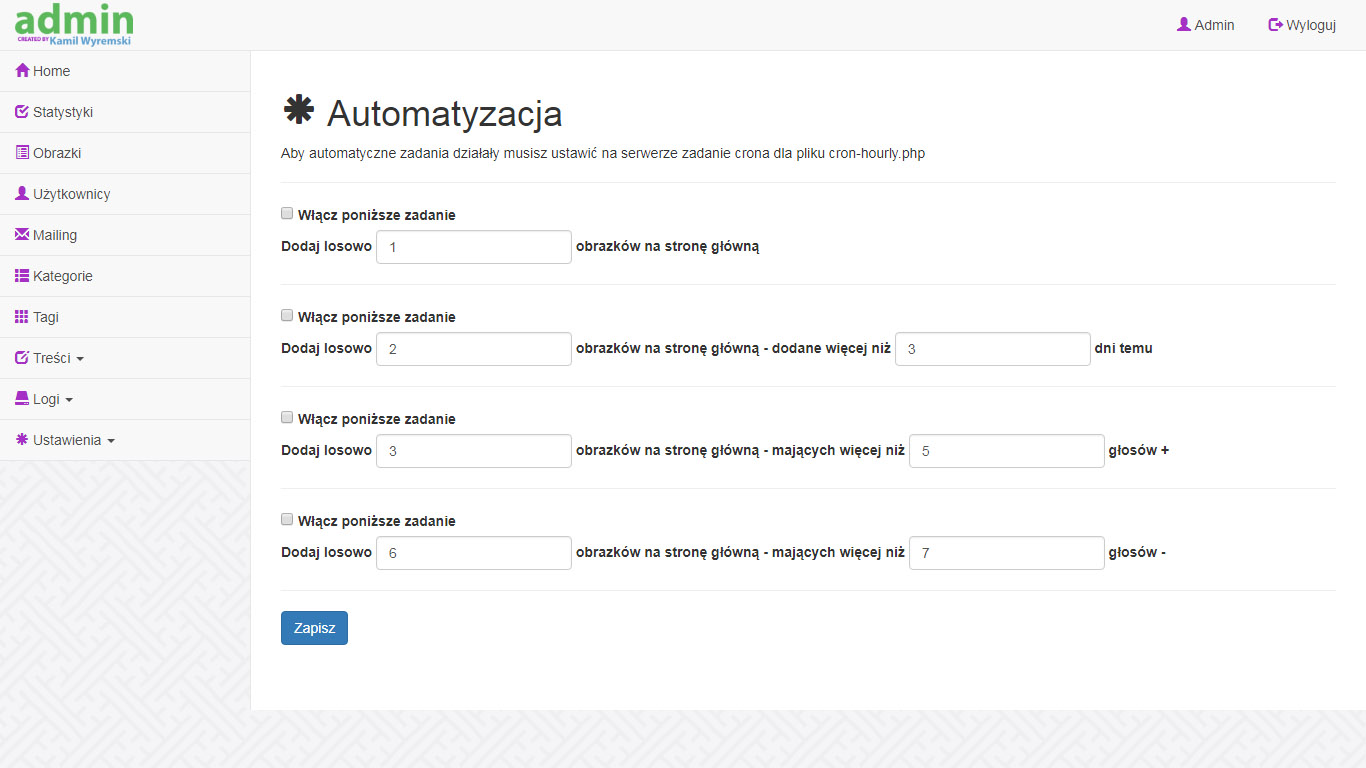 admin
CREATED BY Kamil Wyremski
Admin
Wyloguj
Home
Statystyki
Obrazki
Użytkownicy
Mailing
Kategorie
Tagi
Treści
Logi
Ustawienia
Automatyzacja
Aby automatyczne zadania działały musisz ustawić na serwerze zadanie crona dla pliku cron-hourly.php
Włącz poniższe zadanie
Dodaj losowo 1 obrazków na stronę główną
Włącz poniższe zadanie
Dodaj losowo 2 obrazków na stronę główną - dodane więcej niż 3 dni temu
Włącz poniższe zadanie
Dodaj losowo 3 obrazków na stronę główną - mających więcej niż 5 głosów +
Włącz poniższe zadanie
Dodaj losowo 6 obrazków na stronę główną - mających więcej niż 7 głosów -
Zapisz